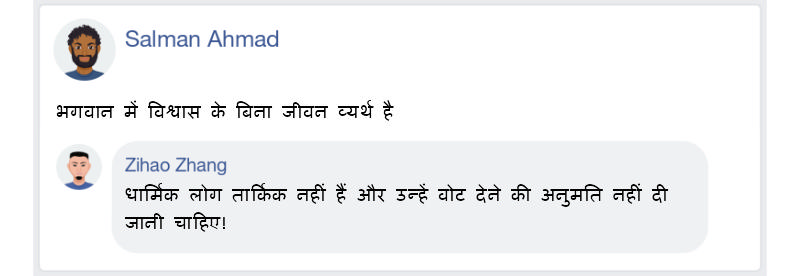 Salman Ahmad
भगवान में विश्वास के बिना जीवन व्यर्थ है
Zihao Zhang
धार्मिक लोग तार्किक नहीं हैं और उन्हें वोट देने की अनुमति नहीं दी
जानी चाहिए!